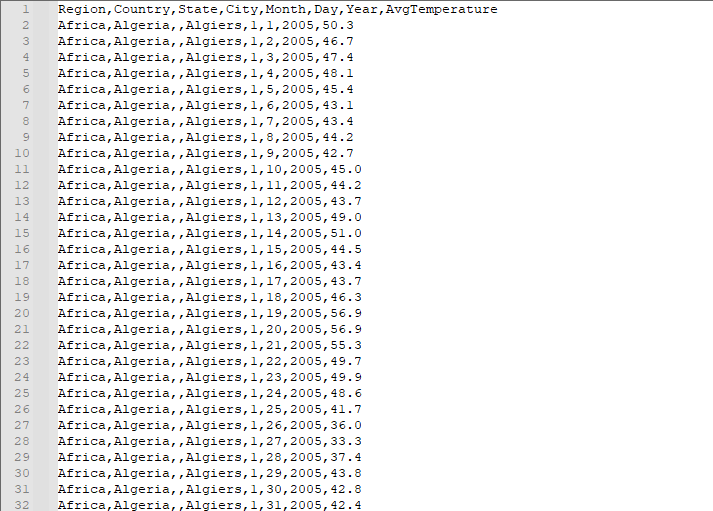 1 Region,Country,State,City,Month,Day,Year,AvgTemperature
2 Africa,Algeria,,Algiers,1,1,2005,50.3
3 Africa,Algeria,,Algiers,1,2,2005,46.7
4 Africa,Algeria,,Algiers,1,3,2005,47.4
5 Africa,Algeria,,Algiers,1,4,2005,48.1
6 Africa,Algeria,,Algiers,1,5,2005,45.4
7 Africa,Algeria,,Algiers,1,6,2005,43.1
8 Africa,Algeria,,Algiers,1,7,2005,43.4
9 Africa,Algeria,,Algiers,1,8,2005,44.2
10 Africa,Algeria,,Algiers,1,9,2005,42.7
11 Africa,Algeria,,Algiers,1,10,2005,45.0
12 Africa,Algeria,,Algiers,1,11,2005,44.2
13 Africa,Algeria,,Algiers,1,12,2005,43.7
14 Africa,Algeria,,Algiers,1,13,2005,49.0
15 Africa,Algeria,,Algiers,1,14,2005,51.0
16 Africa,Algeria,,Algiers,1,15,2005,44.5
17 Africa,Algeria,,Algiers,1,16,2005,43.4
18 Africa,Algeria,,Algiers,1,17,2005,43.7
19 Africa,Algeria,,Algiers,1,18,2005,46.3
20 Africa,Algeria,,Algiers,1,19,2005,56.9
21 Africa,Algeria,,Algiers,1,20,2005,56.9
22 Africa,Algeria,,Algiers,1,21,2005,55.3
23 Africa,Algeria,,Algiers,1,22,2005,49.7
24 Africa,Algeria,,Algiers,1,23,2005,49.9
25 Africa,Algeria,,Algiers,1,24,2005,48.6
26 Africa,Algeria,,Algiers,1,25,2005,41.7
27 Africa,Algeria,,Algiers,1,26,2005,36.0
28 Africa,Algeria,,Algiers,1,27,2005,33.3
29 Africa,Algeria,,Algiers,1,28,2005,37.4
30 Africa,Algeria,,Algiers,1,29,2005,43.8
31 Africa,Algeria,,Algiers,1,30,2005,42.8
32 Africa,Algeria,,Algiers,1,31,2005,42.4